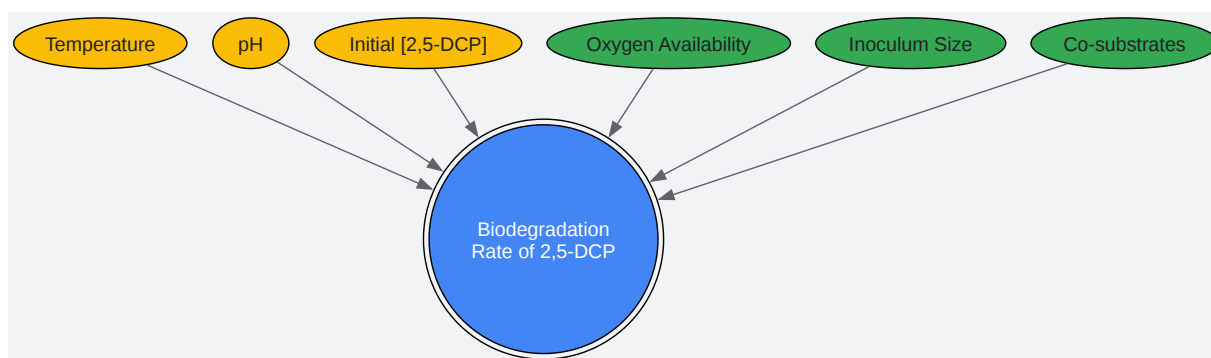 Temperature
pH
Initial [2,5-DCP]
Oxygen Availability
Inoculum Size
Co-substrates
Biodegradation
Rate of 2,5-DCP